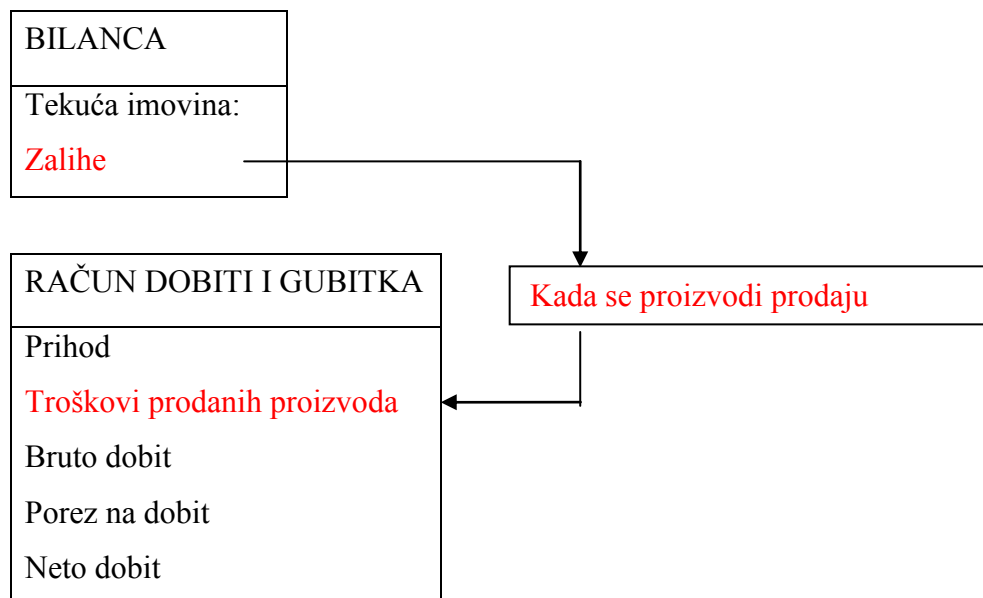 BILANCA
Tekuća imovina:
Zalihe
RAČUN DOBITI I GUBITKA
Kada se proizvodi prodaju
Prihod
Troškovi prodanih proizvoda
Bruto dobit
Porez na dobit
Neto dobit